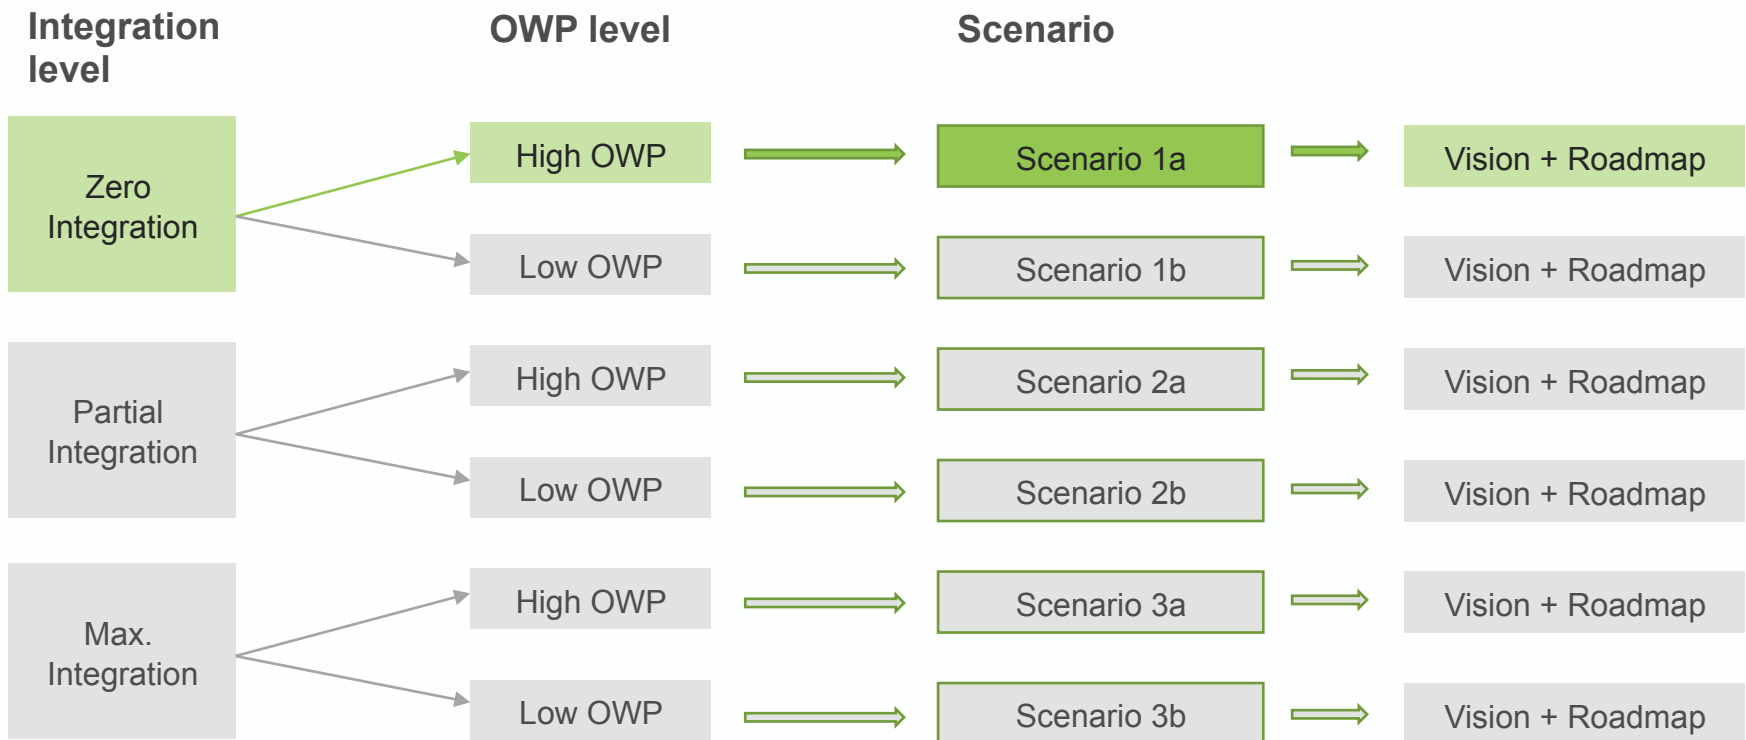 Integration
level
OWP level
Scenario
Zero
Integration
High OWP
Scenario 1a
Vision + Roadmap
Low OWP
Scenario 1b
Vision + Roadmap
Partial
Integration
High OWP
Scenario 2a
Vision + Roadmap
Low OWP
Scenario 2b
Vision + Roadmap
Max.
Integration
High OWP
Scenario 3a
Vision + Roadmap
Low OWP
Scenario 3b
Vision + Roadmap